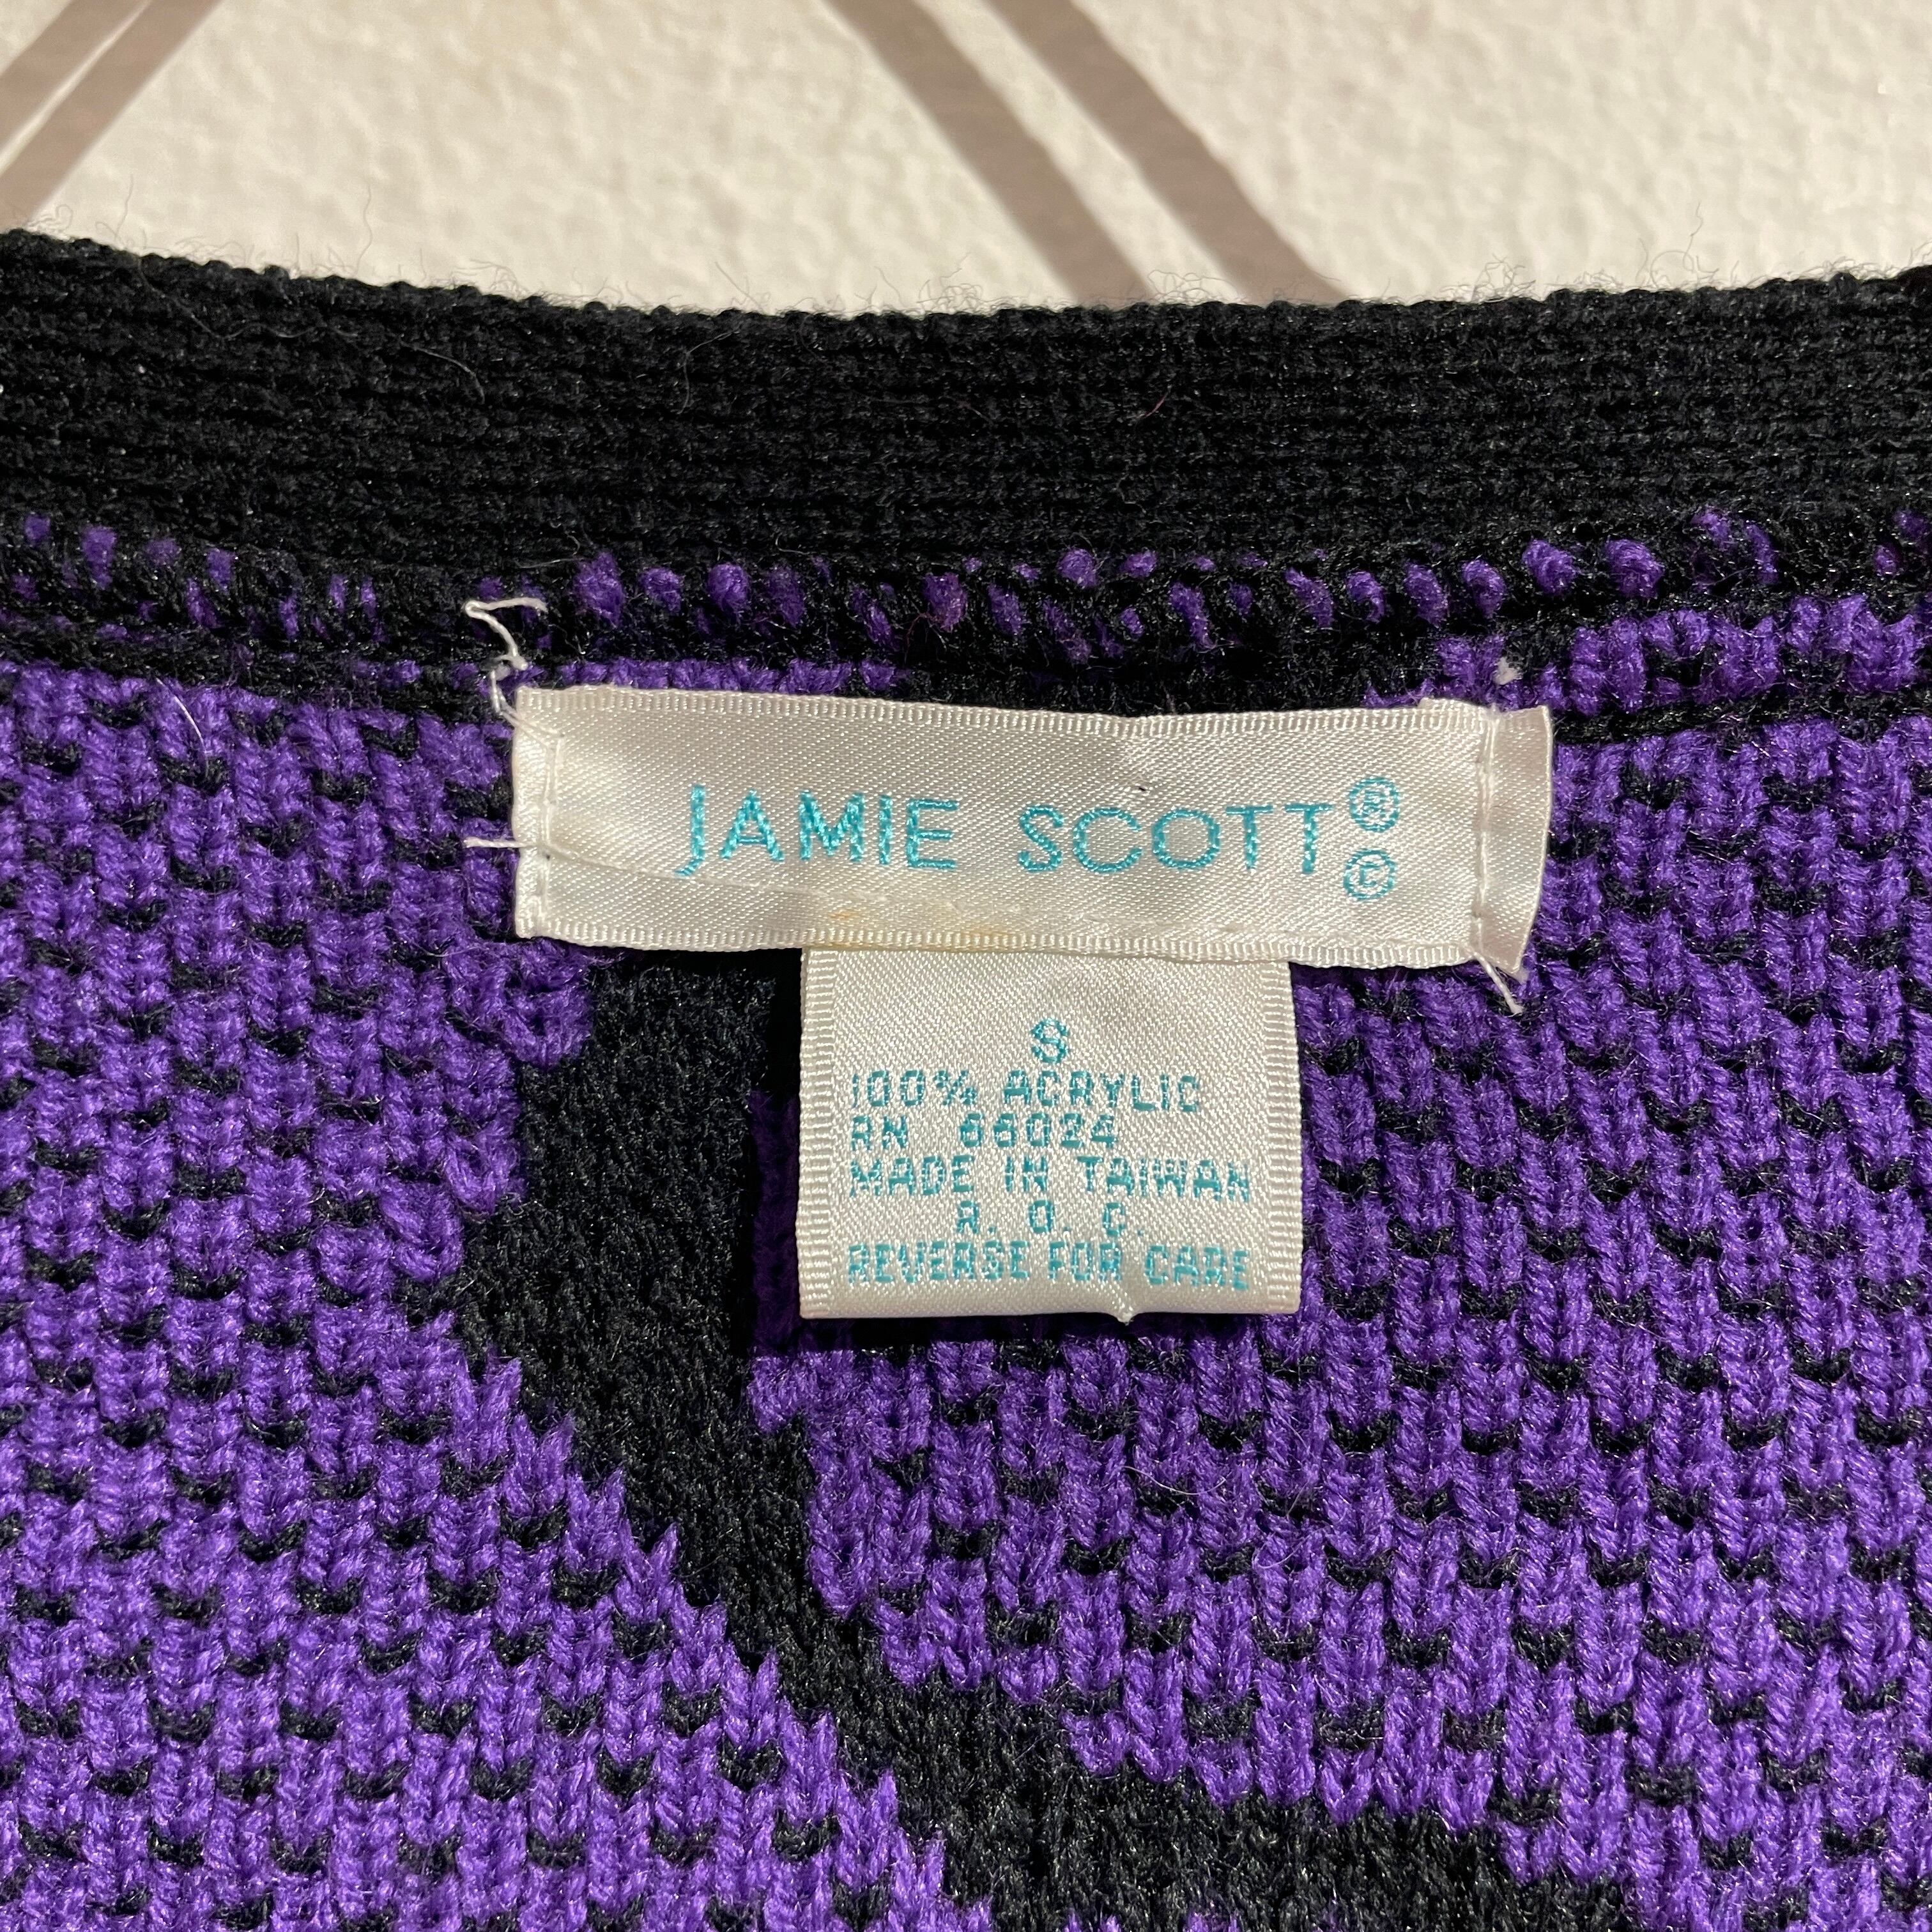 JAMIE SCOTT® ©
S
100% ACRYLIC
RN 66024
MADE IN TAIWAN
R. O. C.
REVERSE FOR CARE